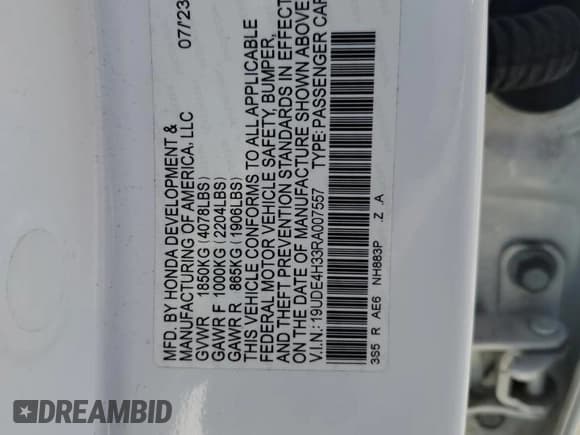 MFD. BY HONDA DEVELOPMENT & 07/'23
MANUFACTURING OF AMERICA, LLC
GVWR 1850KG (4078LBS)
GAWR F 1000KG (2204LBS)
GAWR R 865KG (1906LBS)
THIS VEHICLE CONFORMS TO ALL APPLICABLE
FEDERAL MOTOR VEHICLE SAFETY, BUMPER,
AND THEFT PREVENTION STANDARDS IN EFFECT
ON THE DATE OF MANUFACTURE SHOWN ABOVE
V.I.N.: 19UDE4H33RA007557 TYPE: PASSENGER CAR
3S5 R AE6 NH883P .Z .A
DREAMBID